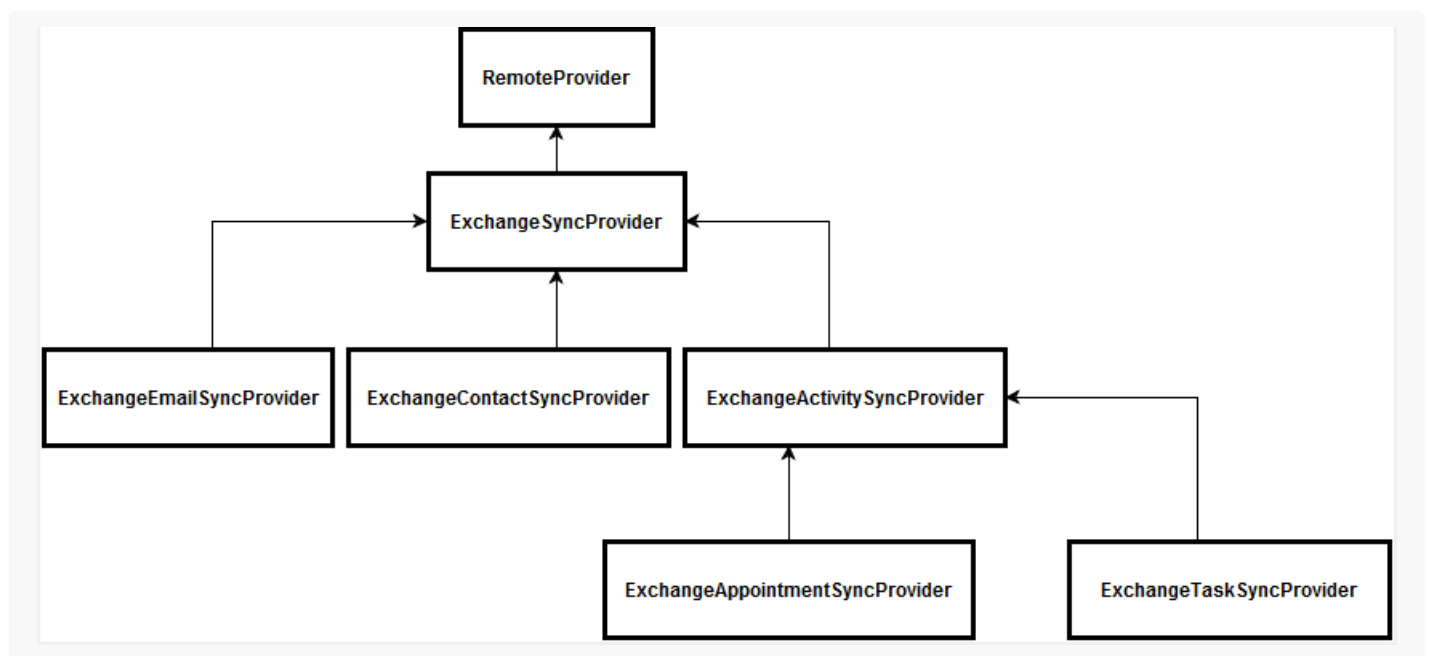 RemoteProvider
ExchangeSyncProvider
ExchangeEmailSyncProvider
ExchangeContactSyncProvider
ExchangeActivitySyncProvider
ExchangeAppointmentSyncProvider
ExchangeTaskSyncProvider